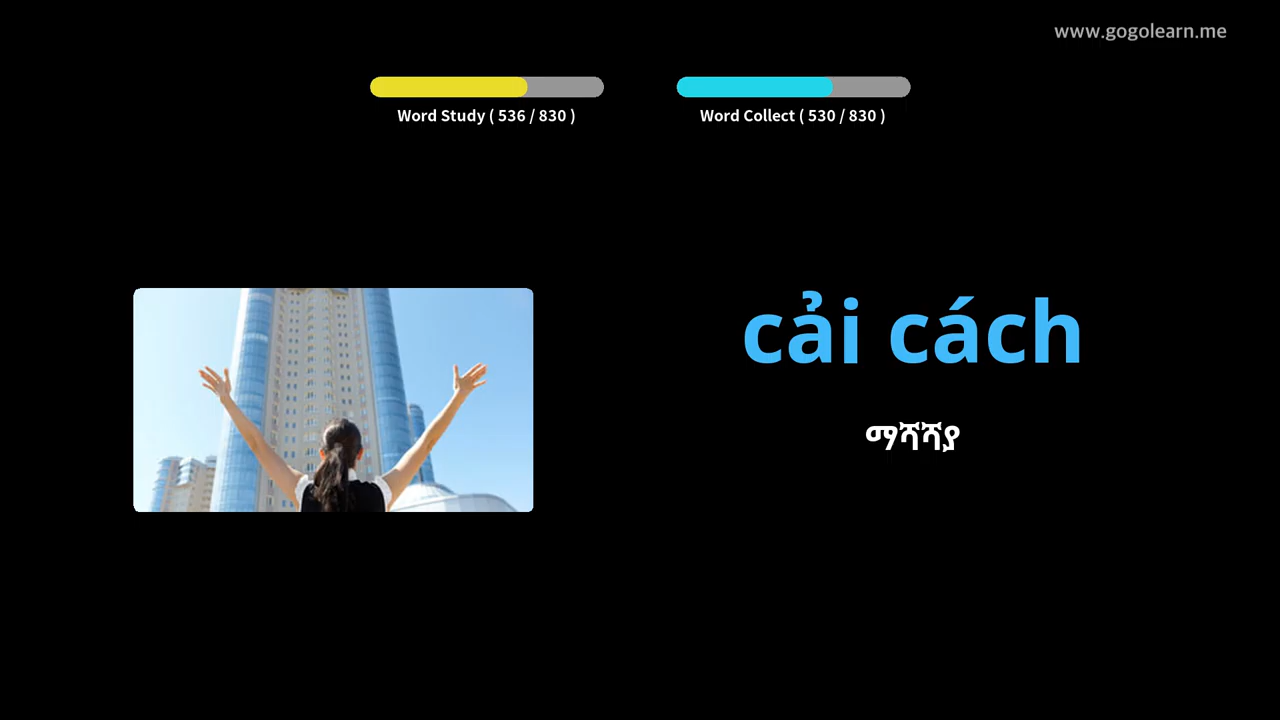 www.gogolearn.me
Word Study ( 536 / 830 )
Word Collect ( 530 / 830 )
cải cách
ማሻሻያ